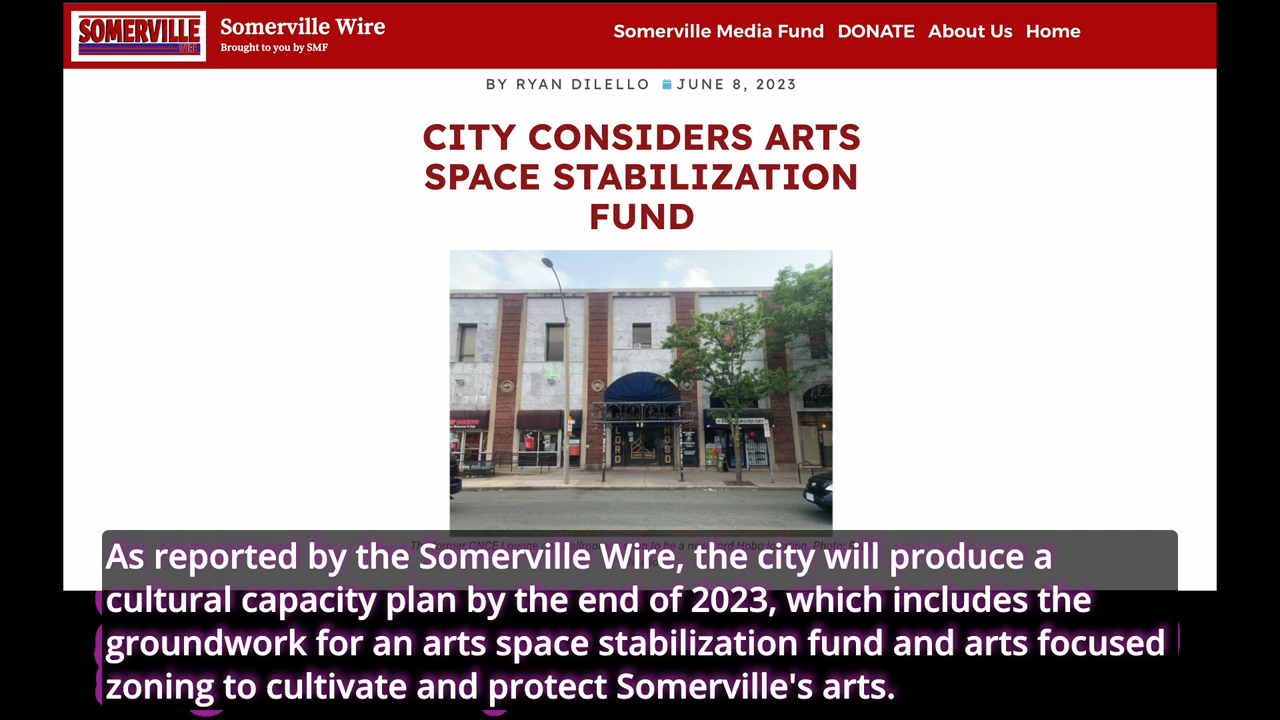 SOMERVILLE
WIRE
Somerville Wire
Brought to you by SMF
Somerville Media Fund DONATE About Us Home
BY RYAN DILELLO JUNE 8, 2023
CITY CONSIDERS ARTS
SPACE STABILIZATION
FUND
LORD HOBO
As reported by the Somerville Wire, the city will produce a
cultural capacity plan by the end of 2023, which includes the
groundwork for an arts space stabilization fund and arts focused
zoning to cultivate and protect Somerville's arts.